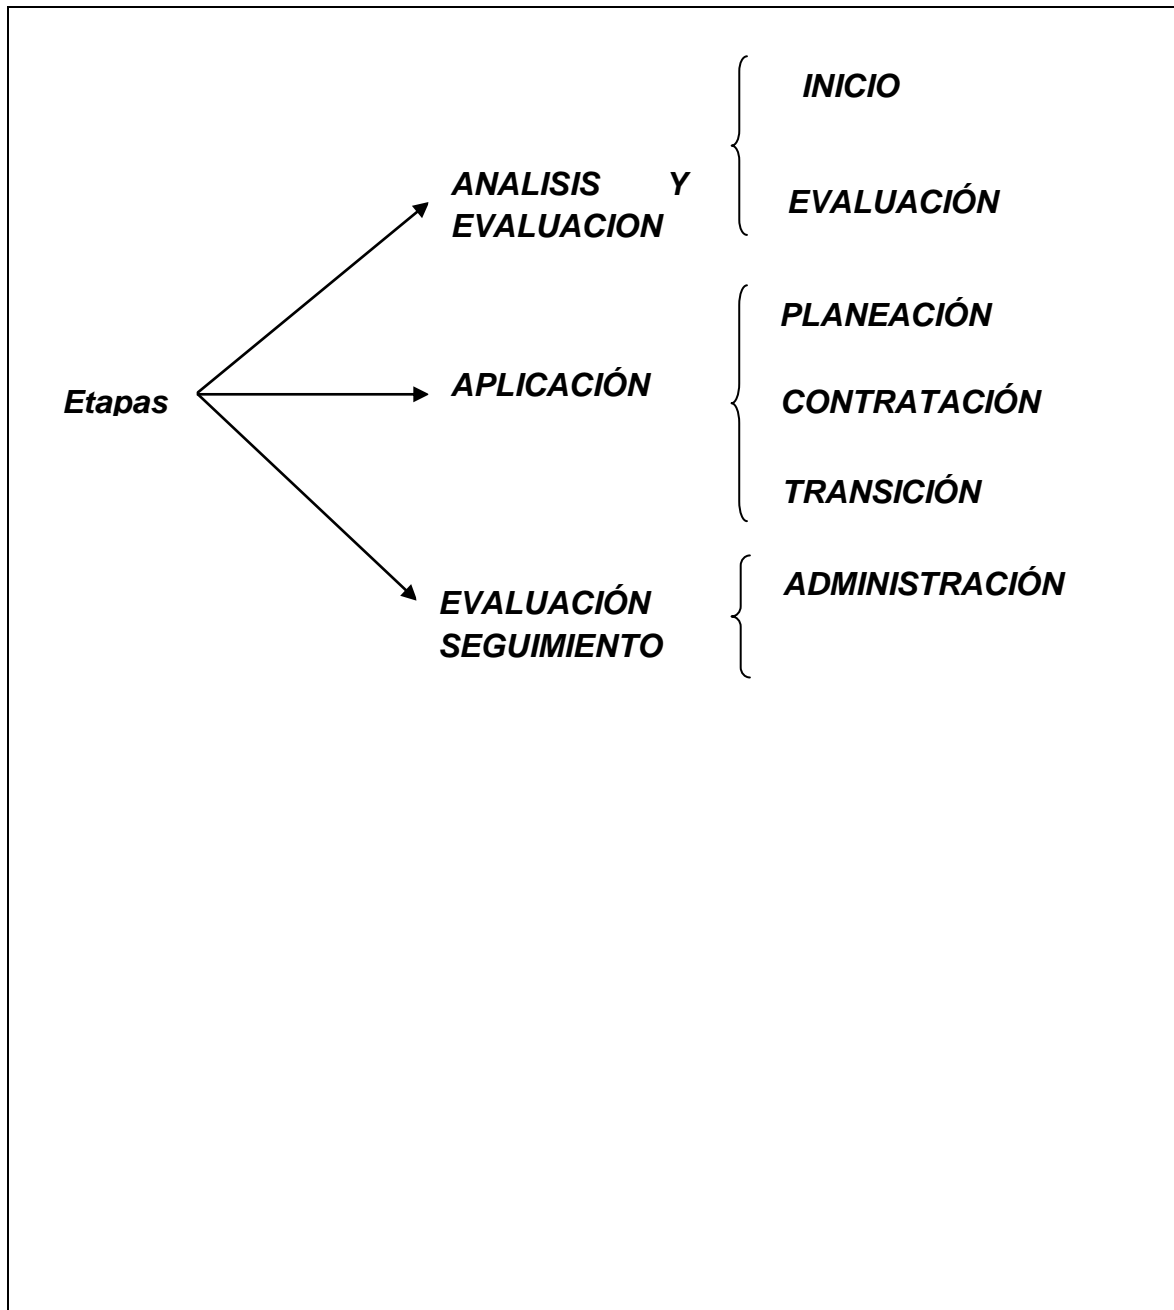 INICIO
ANALISIS Y
EVALUACION
EVALUACIÓN
PLANEACIÓN
Etapas
APLICACIÓN
CONTRATACIÓN
TRANSICIÓN
EVALUACIÓN
SEGUIMIENTO
ADMINISTRACIÓN